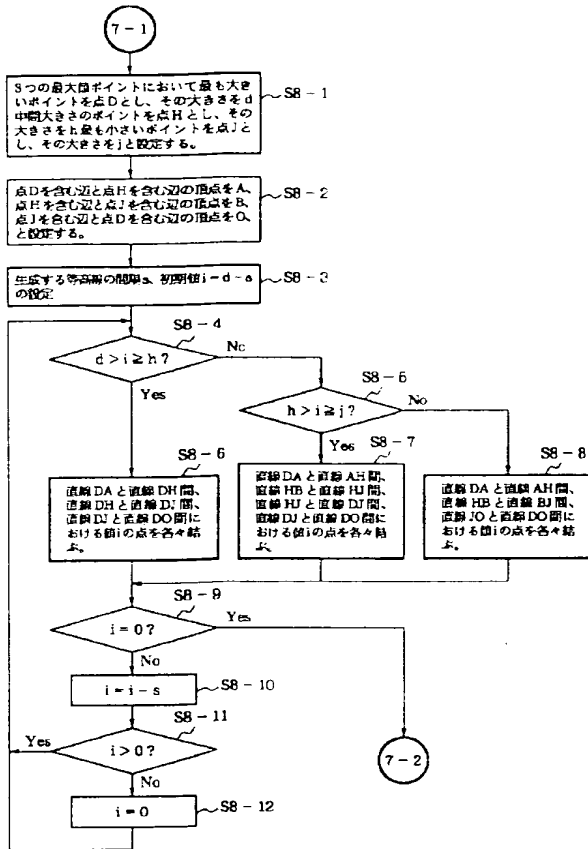 7-1
3つの最大値ポイントにおいて最も大き
いポイントを点Dとし、その大きさをd
中間大きさのポイントを点Hとし、その
大きさをh最も小さいポイントを点Jと
し、その大きさをjと設定する。
S8-1
点Dを含む辺と点Hを含む辺の頂点をA、
点Hを含む辺と点Jを含む辺の頂点をB、
点Jを含む辺と点Dを含む辺の頂点をO、
と設定する。
S8-2
生成する等高線の間隔s、初期値i=d-s
の設定
S8-3
S8-4
d>i≧h?
No
Yes
S8-5
h>i≧j?
No
Yes
S8-6
直線DAと直線DH間、
直線DHと直線DJ間、
直線DJと直線DO間に
おける値iの点を各々結
ぶ。
S8-7
直線DAと直線AH間、
直線HBと直線HJ間、
直線HJと直線DJ間、
直線DJと直線DO間
における値iの点を各々結
ぶ。
S8-8
直線DAと直線AH間、
直線HBと直線BJ間、
直線JOと直線DO間に
おける値iの点を各々結
ぶ。
S8-9
i=0?
Yes
No
i=i-s
S8-10
S8-11
i>0?
Yes
No
i=0
S8-12
7-2